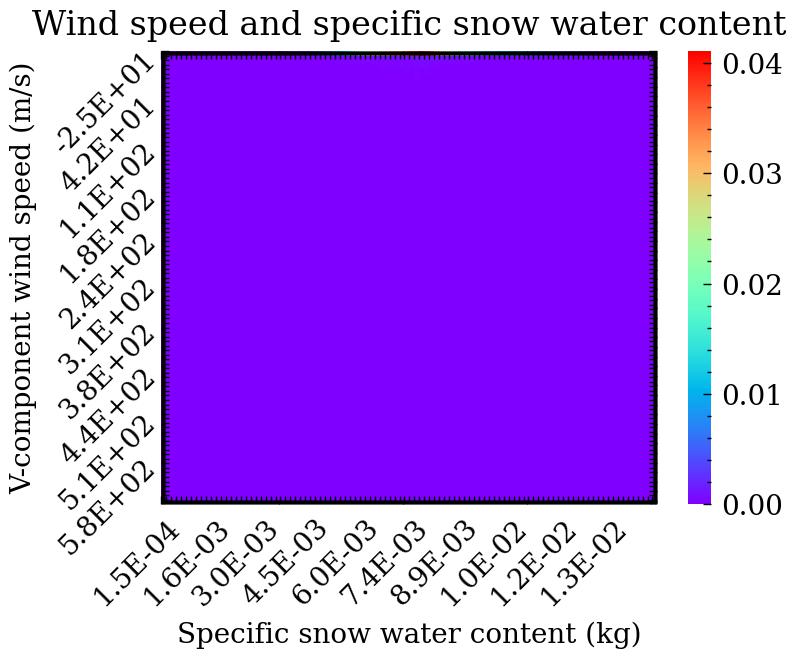 Wind speed and specific snow water content
V-component wind speed (m/s)
-2.5E+01
4.2E+01
1.1E+02
1.8E+02
2.4E+02
3.1E+02
3.8E+02
4.4E+02
5.1E+02
5.8E+02
1.5E-04
1.6E-03
3.0E-03
4.5E-03
6.0E-03
7.4E-03
8.9E-03
1.0E-02
1.2E-02
1.3E-02
Specific snow water content (kg)
0.04
0.03
0.02
0.01
0.00